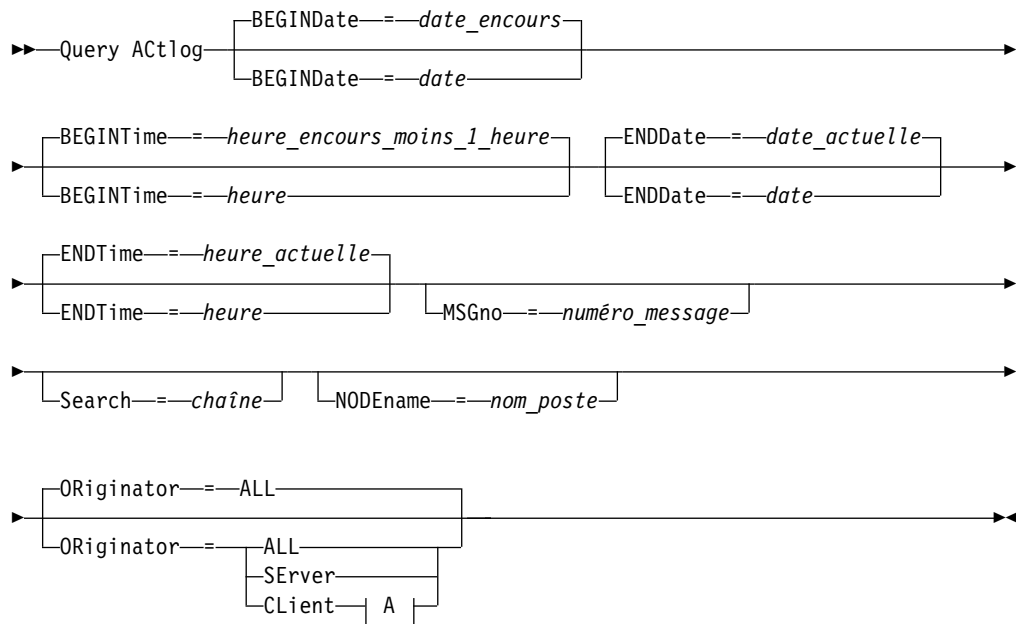 BEGINDate = date_encours
Query ACtlog
BEGINDate = date
BEGINTime = heure_encours_moins_1_heure ENDDate = date_actuelle
BEGINTime = heure ENDDate = date
ENDTime = heure_actuelle
ENDTime = heure MSGno = numéro_message
Search = chaîne NODEname = nom_poste
ORiginator = ALL
ORiginator = ALL
SErver
CLient A